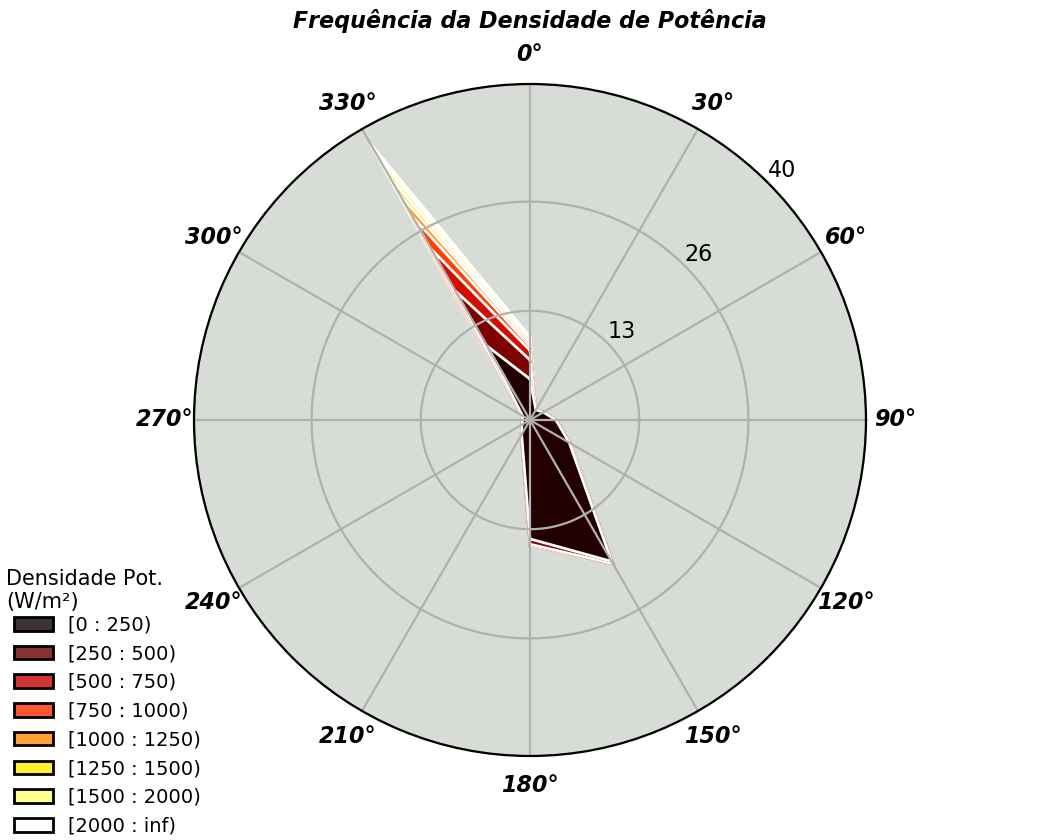 Frequência da Densidade de Potência
0°
330°
30°
40
300°
60°
26
13
270°
90°
240°
120°
210°
150°
180°
Densidade Pot.
(W/m²)
[0 : 250)
[250 : 500)
[500 : 750)
[750 : 1000)
[1000 : 1250)
[1250 : 1500)
[1500 : 2000)
[2000 : inf)